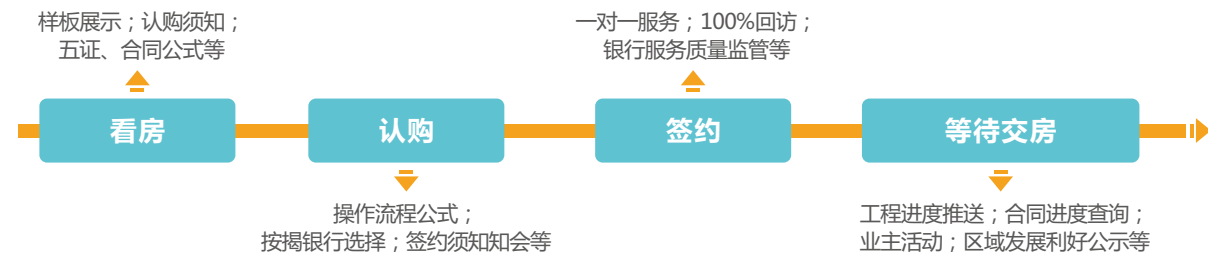 样板展示；认购须知；
五证、合同公式等
一对一服务；100%回访；
银行服务质量监管等
看房
认购
签约
等待交房
操作流程公式；
按揭银行选择；签约须知知会等
工程进度推送；合同进度查询；
业主活动；区域发展利好公示等